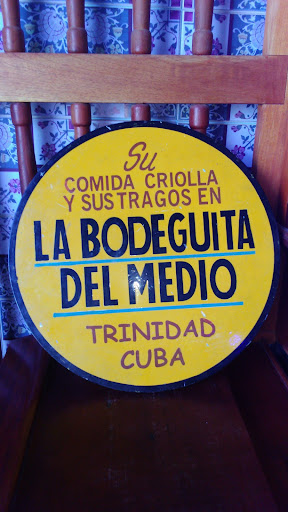 Su
COMIDA CRIOLLA
Y SUS TRAGOS EN
LA BODEGUITA
DEL MEDIO
TRINIDAD
CUBA